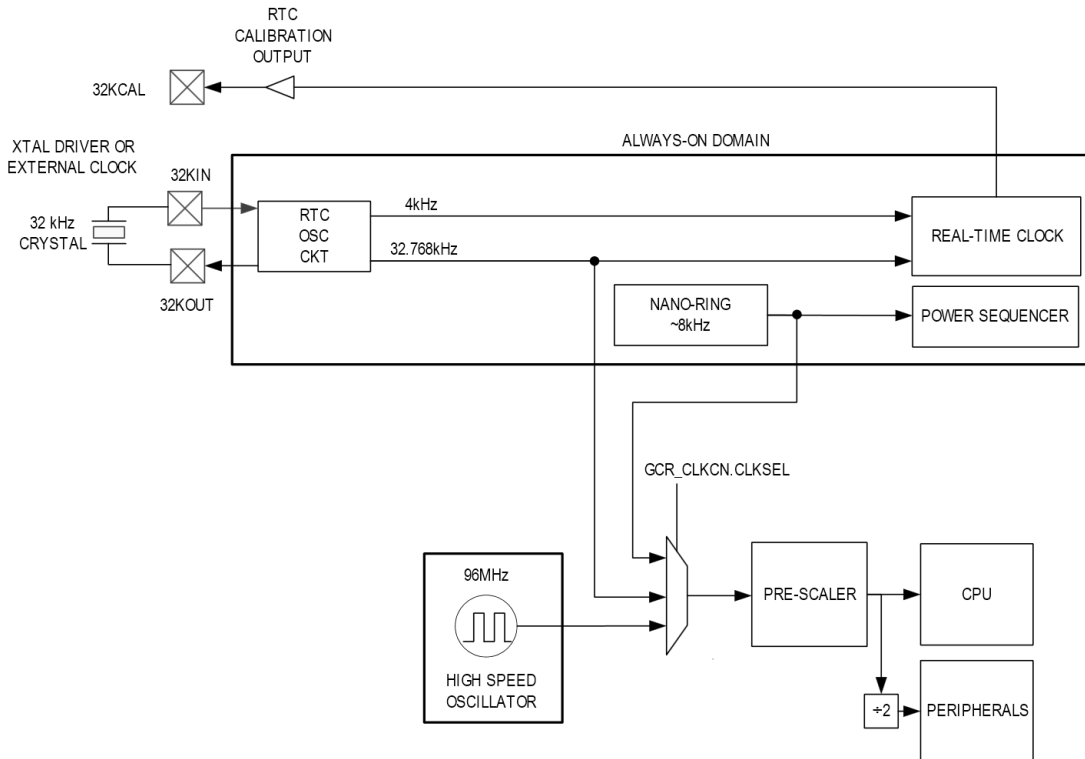 RTC
CALIBRATION
OUTPUT
32KCAL
XTAL DRIVER OR
EXTERNAL CLOCK
ALWAYS-ON DOMAIN
32KIN
32 kHz
CRYSTAL
RTC
OSC
CKT
4kHz
32.768kHz
REAL-TIME CLOCK
32KOUT
NANO-RING
~8kHz
POWER SEQUENCER
GCR_CLKCN.CLKSEL
96MHz
HIGH SPEED
OSCILLATOR
PRE-SCALER
CPU
÷2
PERIPHERALS